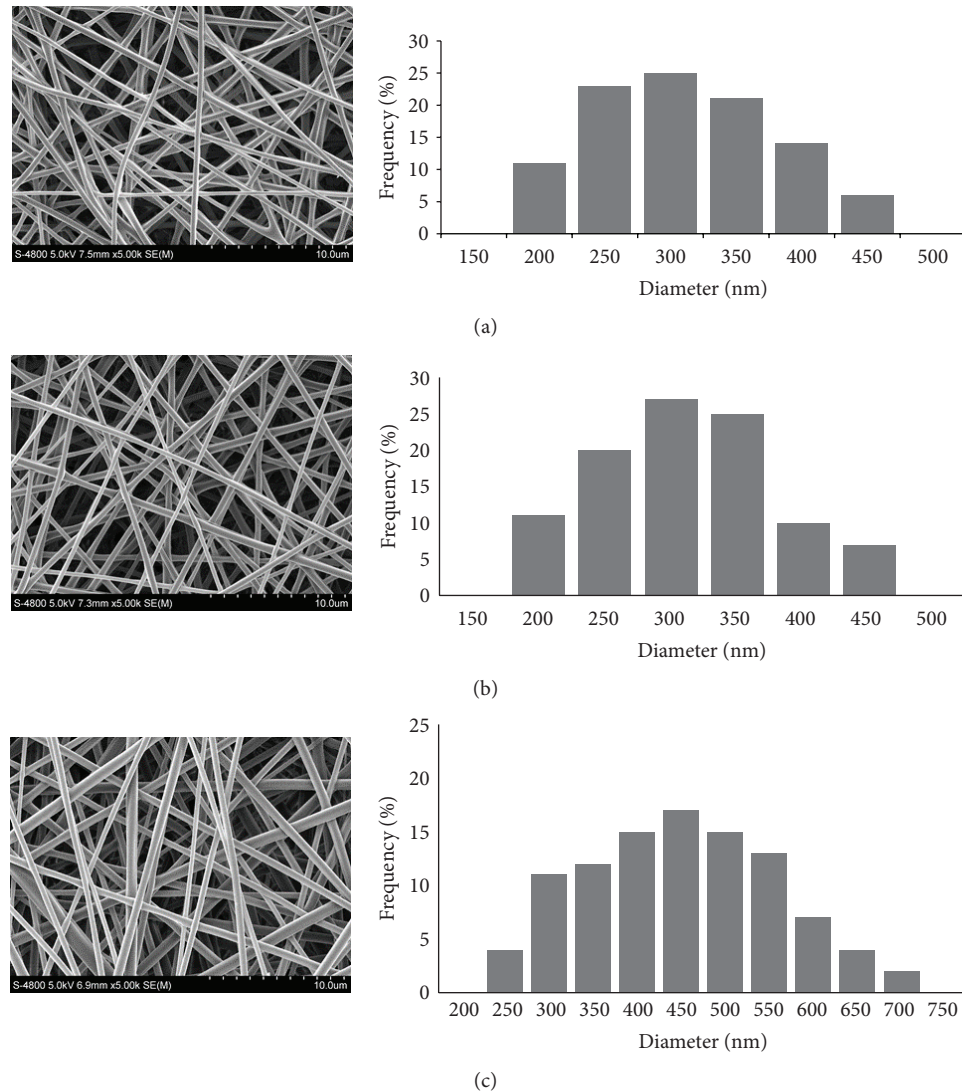 S-4800 5.0kV 7.5mm x5.00k SE(M) 10.0um
30
25
20
15
10
5
0
Frequency (%)
150 200 250 300 350 400 450 500
Diameter (nm)
(a)
S-4800 5.0kV 7.3mm x5.00k SE(M) 10.0um
30
25
20
15
10
5
0
Frequency (%)
150 200 250 300 350 400 450 500
Diameter (nm)
(b)
S-4800 5.0kV 6.9mm x5.00k SE(M) 10.0um
25
20
15
10
5
0
Frequency (%)
200 250 300 350 400 450 500 550 600 650 700 750
Diameter (nm)
(c)